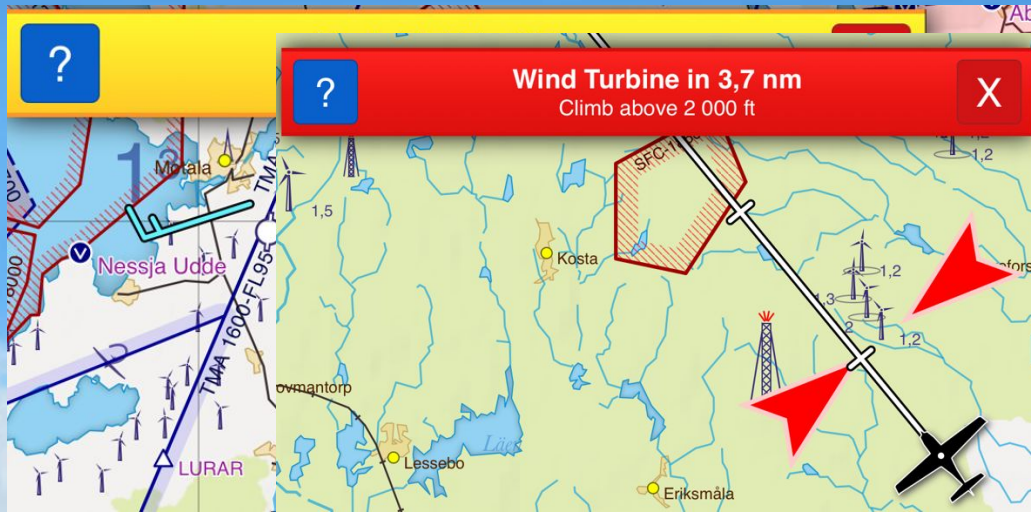 ?
?
Wind Turbine in 3,7 nm
Climb above 2 000 ft
X
Motala
1,5
1,2
V
Nessja Udde
Kosta
1,2
1,3
2
1,2
TMA 1600-FL95
LURAR
Lessebo
Eriksmåla